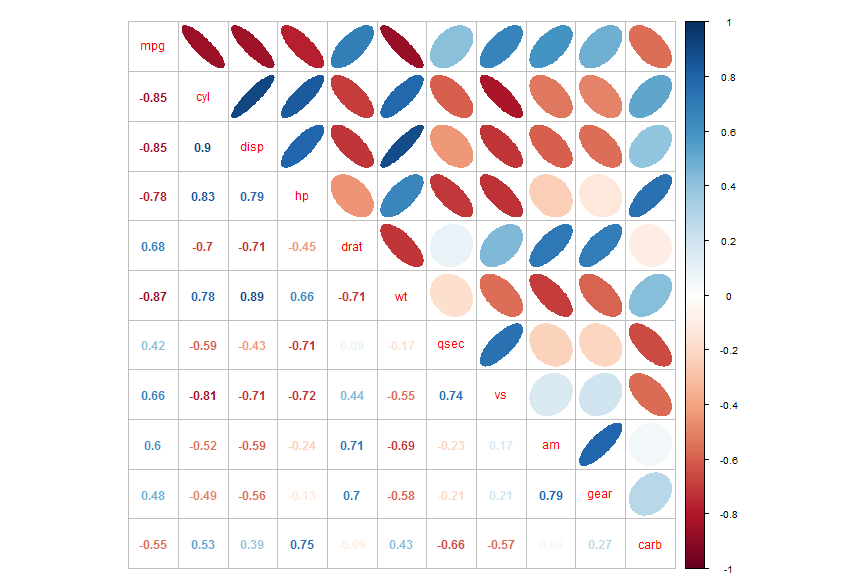 mpg
-0.85 cyl
-0.85 0.9 disp
-0.78 0.83 0.79 hp
0.68 -0.7 -0.71 -0.45 drat
-0.87 0.78 0.89 0.66 -0.71 wt
0.42 -0.59 -0.43 -0.71 0.09 -0.17 qsec
0.66 -0.81 -0.71 -0.72 0.44 -0.55 0.74 vs
0.6 -0.52 -0.59 -0.24 0.71 -0.69 -0.23 0.17 am
0.48 -0.49 -0.56 -0.13 0.7 -0.58 -0.21 0.21 0.79 gear
-0.55 0.53 0.39 0.75 -0.09 0.43 -0.66 -0.57 0.06 0.27 carb
1
0.8
0.6
0.4
0.2
0
-0.2
-0.4
-0.6
-0.8
-1